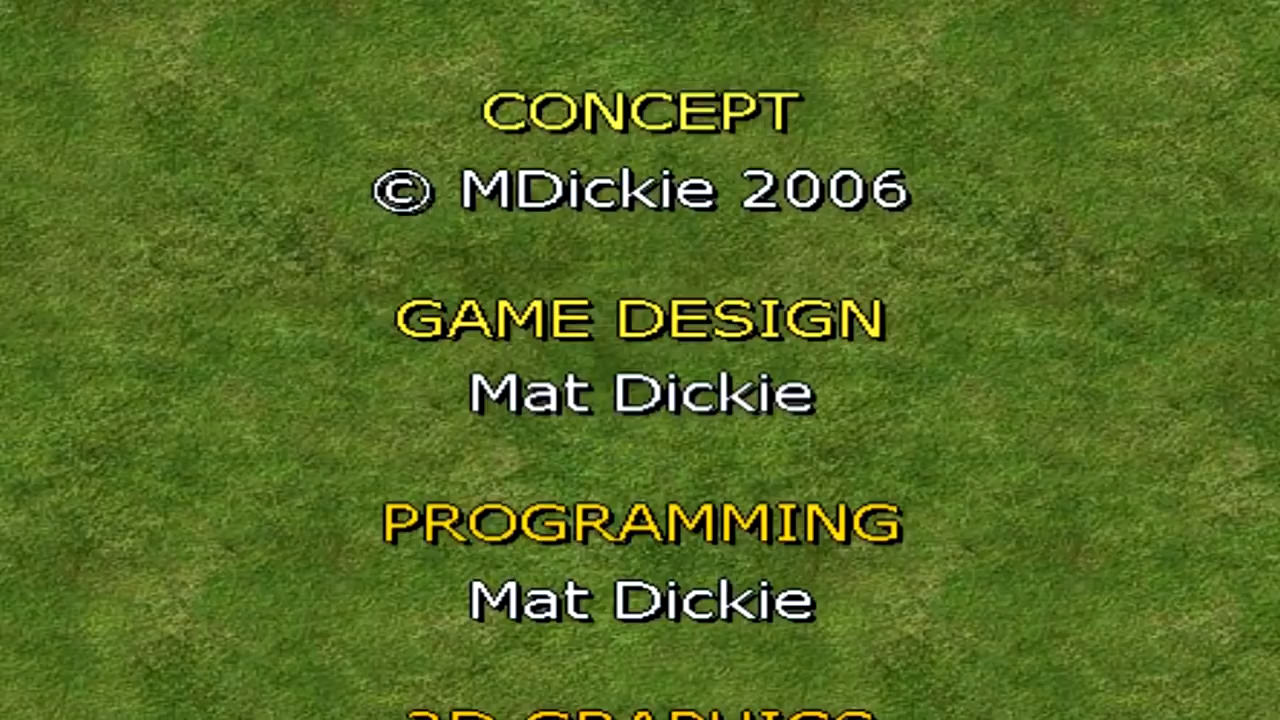 CONCEPT
© MDickie 2006
GAME DESIGN
Mat Dickie
PROGRAMMING
Mat Dickie